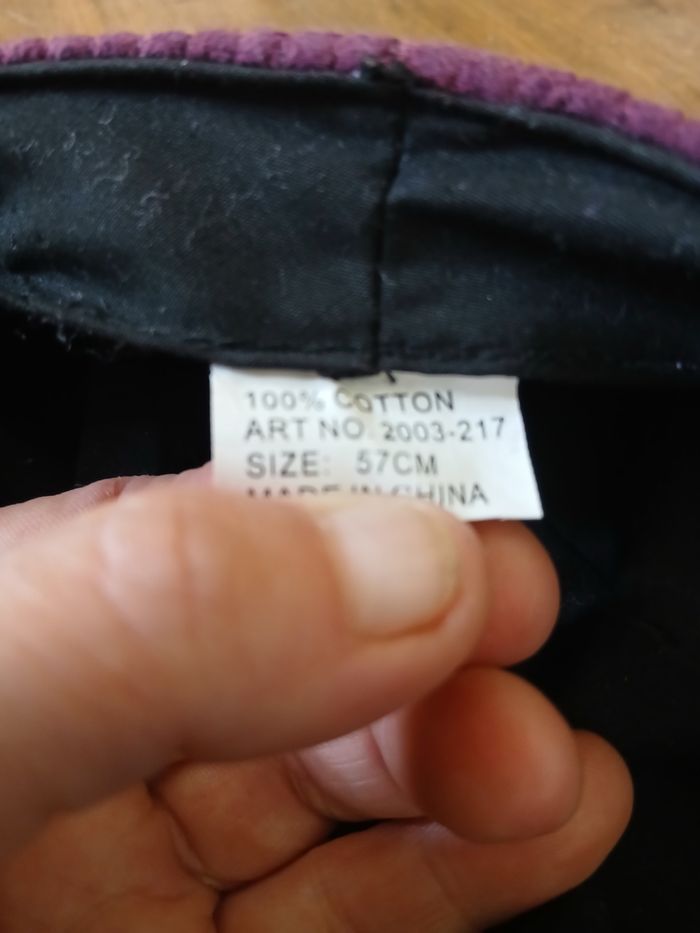 100% COTTON
ART NO. 2003-217
SIZE: 57CM
MADE IN CHINA